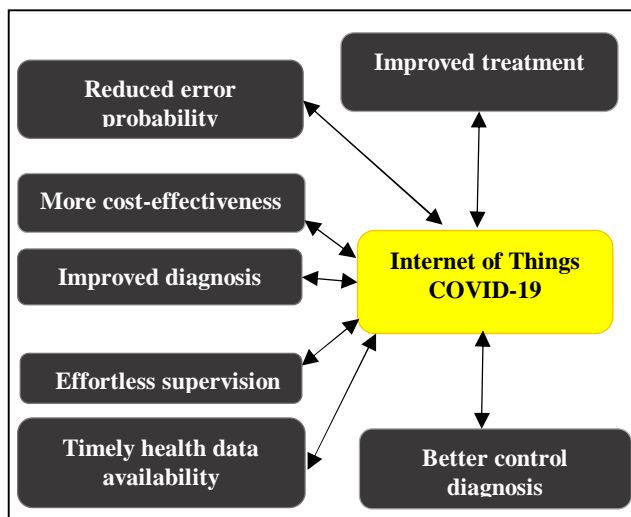 Reduced error
probability
Improved treatment
More cost-effectiveness
Improved diagnosis
Internet of Things
COVID-19
Effortless supervision
Timely health data
availability
Better control
diagnosis